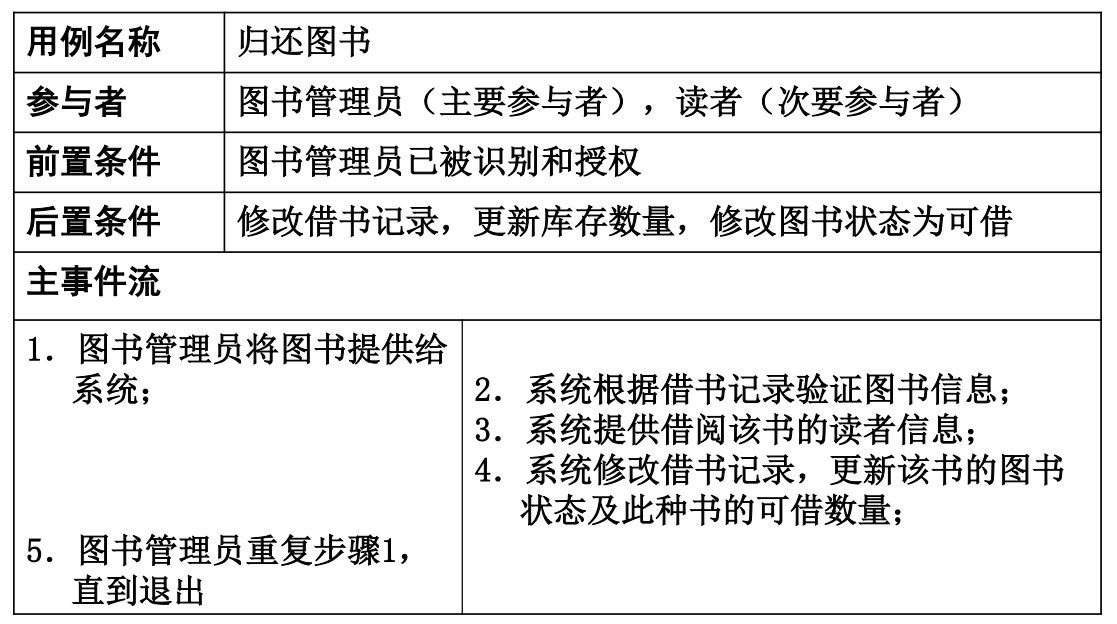 用例名称 归还图书
参与者 图书管理员（主要参与者），读者（次要参与者）
前置条件 图书管理员已被识别和授权
后置条件 修改借书记录，更新库存数量，修改图书状态为可借
主事件流
1. 图书管理员将图书提供给
系统；
2. 系统根据借书记录验证图书信息；
3. 系统提供借阅该书的读者信息；
4. 系统修改借书记录，更新该书的图书
状态及此种书的可借数量；
5. 图书管理员重复步骤1，
直到退出